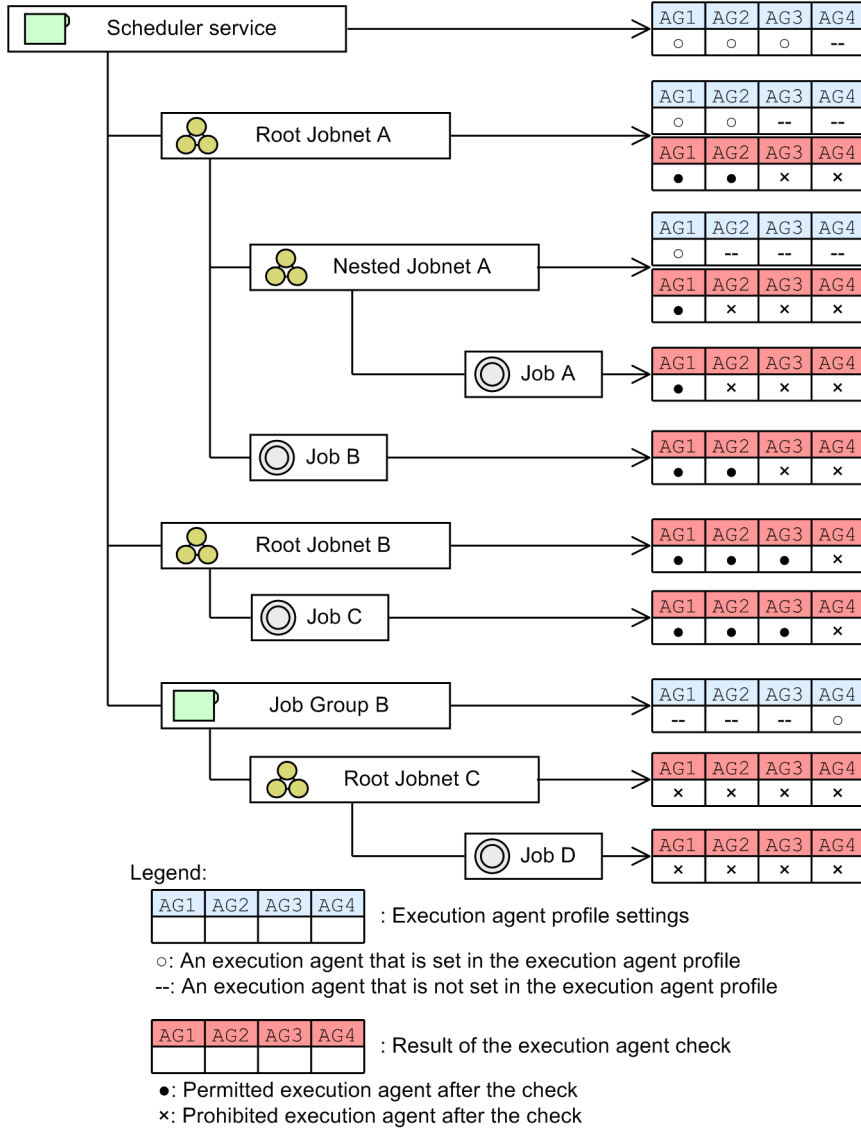 Scheduler service
AG1 AG2 AG3 AG4
○ ○ ○ --
Root Jobnet A
AG1 AG2 AG3 AG4
○ ○ -- --
AG1 AG2 AG3 AG4
● ● × ×
Nested Jobnet A
AG1 AG2 AG3 AG4
○ -- -- --
AG1 AG2 AG3 AG4
● × × ×
Job A
AG1 AG2 AG3 AG4
● × × ×
Job B
AG1 AG2 AG3 AG4
● ● × ×
Root Jobnet B
AG1 AG2 AG3 AG4
● ● ● ×
Job C
AG1 AG2 AG3 AG4
● ● ● ×
Job Group B
AG1 AG2 AG3 AG4
-- -- -- ○
Root Jobnet C
AG1 AG2 AG3 AG4
× × × ×
Job D
AG1 AG2 AG3 AG4
× × × ×
Legend:
AG1 AG2 AG3 AG4
: Execution agent profile settings
○: An execution agent that is set in the execution agent profile
--: An execution agent that is not set in the execution agent profile
AG1 AG2 AG3 AG4
: Result of the execution agent check
●: Permitted execution agent after the check
×: Prohibited execution agent after the check